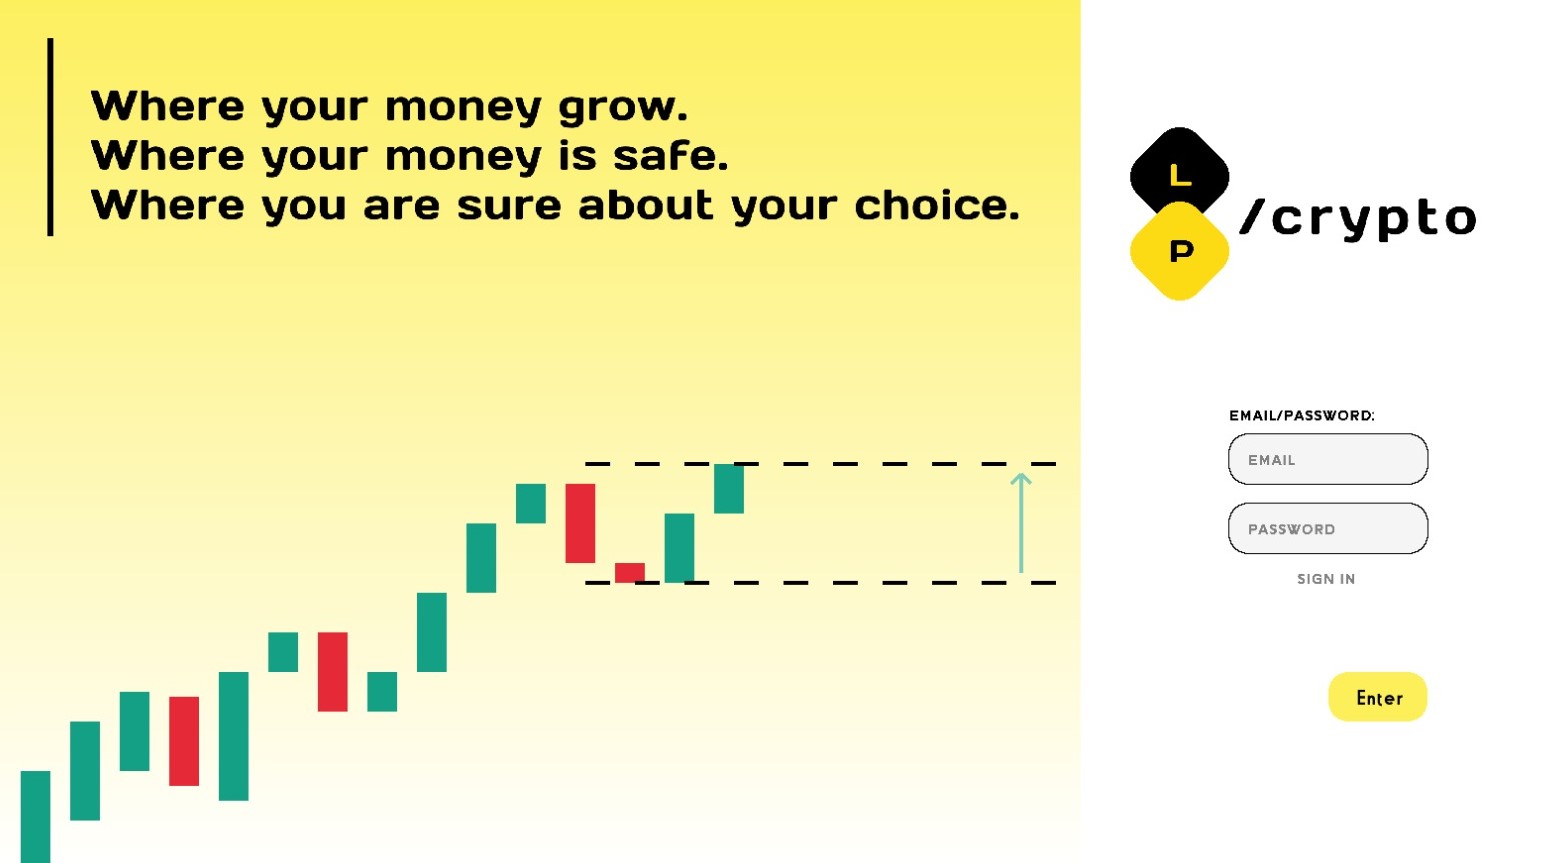 Where your money grow.
Where your money is safe.
Where you are sure about your choice.
L
P
/crypto
EMAIL/PASSWORD:
EMAIL
PASSWORD
SIGN IN
Enter